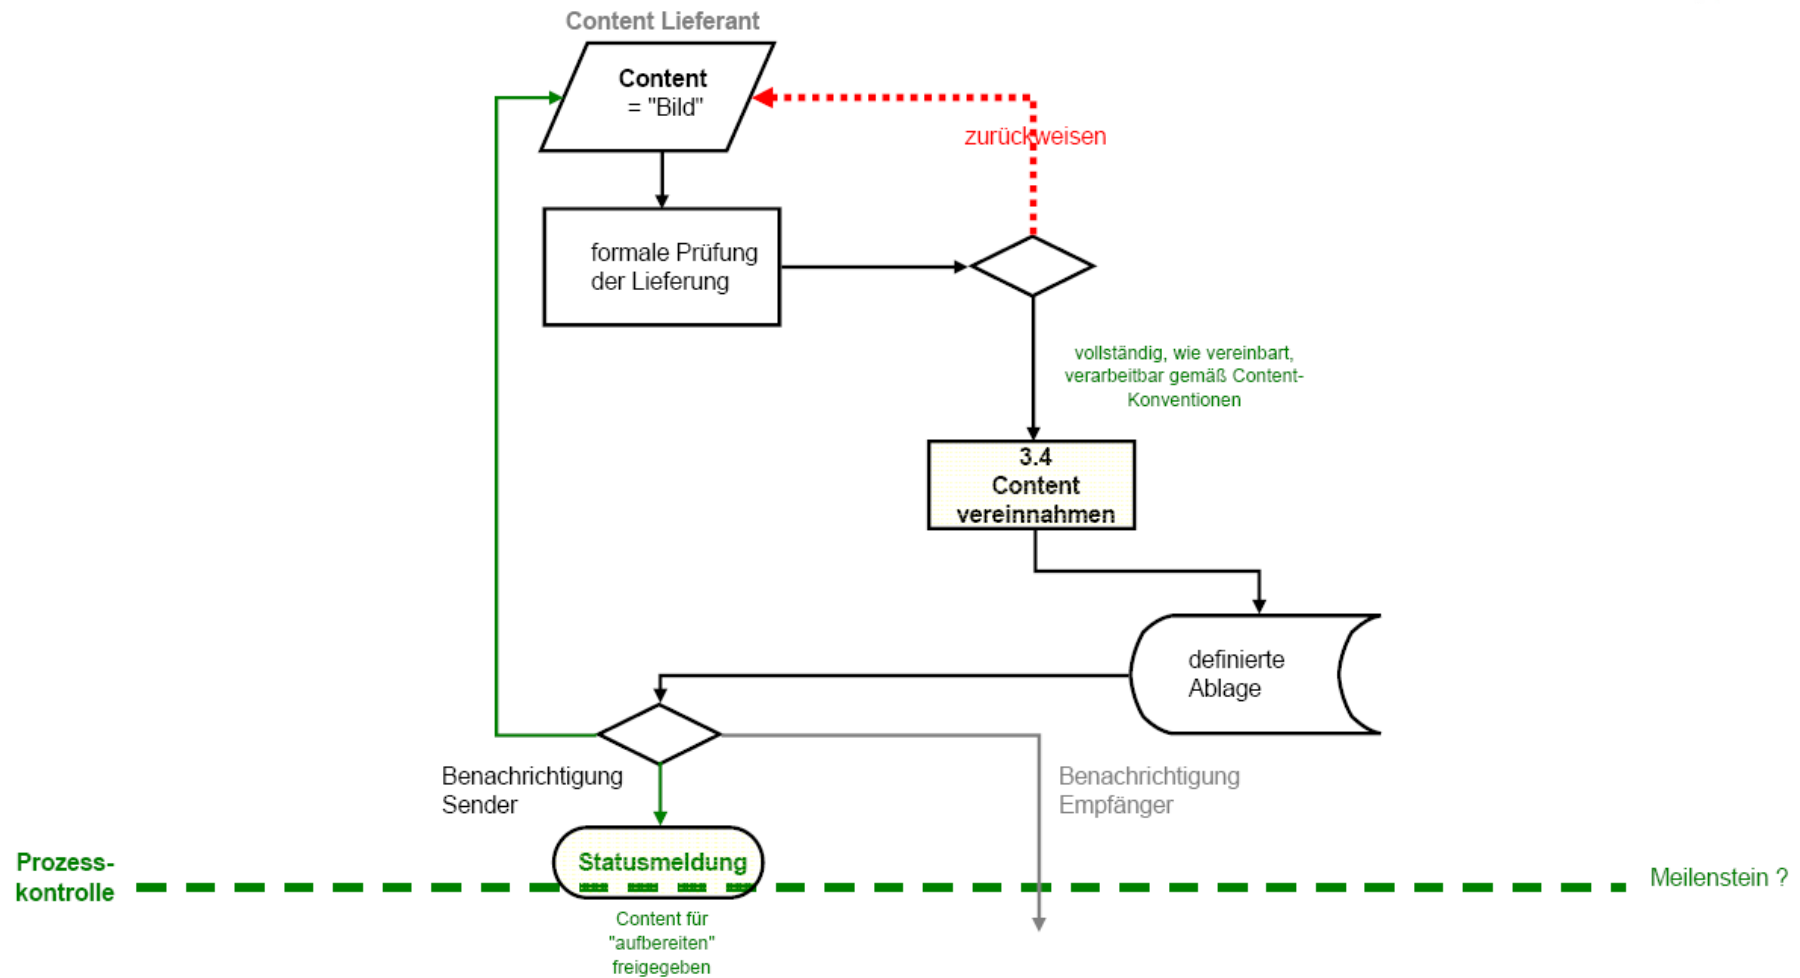 Content Lieferant
Content
= "Bild"
zurückweisen
formale Prüfung
der Lieferung
vollständig, wie vereinbart,
verarbeitbar gemäß Content-
Konventionen
3.4
Content
vereinnahmen
definierte
Ablage
Benachrichtigung
Sender
Benachrichtigung
Empfänger
Prozess-
kontrolle
Statusmeldung
Meilenstein ?
Content für
"aufbereiten"
freigegeben